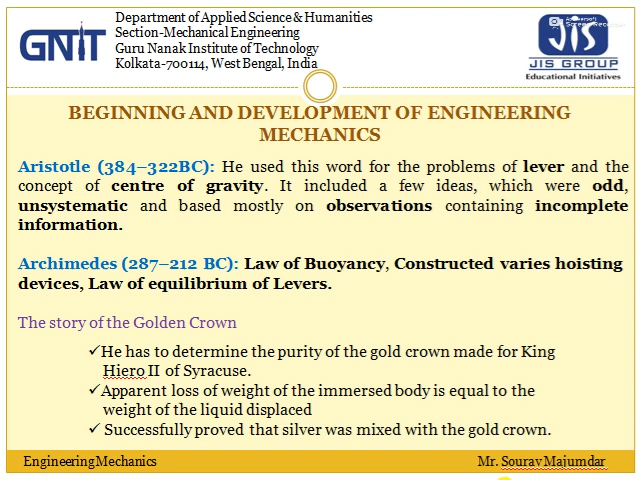 Department of Applied Science & Humanities
Section-Mechanical Engineering
Guru Nanak Institute of Technology
Kolkata-700114, West Bengal, India
GNIT
JIS
JIS GROUP
Educational Initiatives
BEGINNING AND DEVELOPMENT OF ENGINEERING
MECHANICS
Aristotle (384–322BC): He used this word for the problems of lever and the
concept of centre of gravity. It included a few ideas, which were odd,
unsystematic and based mostly on observations containing incomplete
information.
Archimedes (287–212 BC): Law of Buoyancy, Constructed varies hoisting
devices, Law of equilibrium of Levers.
The story of the Golden Crown
✓He has to determine the purity of the gold crown made for King
Hiero II of Syracuse.
✓Apparent loss of weight of the immersed body is equal to the
weight of the liquid displaced
✓ Successfully proved that silver was mixed with the gold crown.
Engineering Mechanics
Mr. Sourav Majumdar